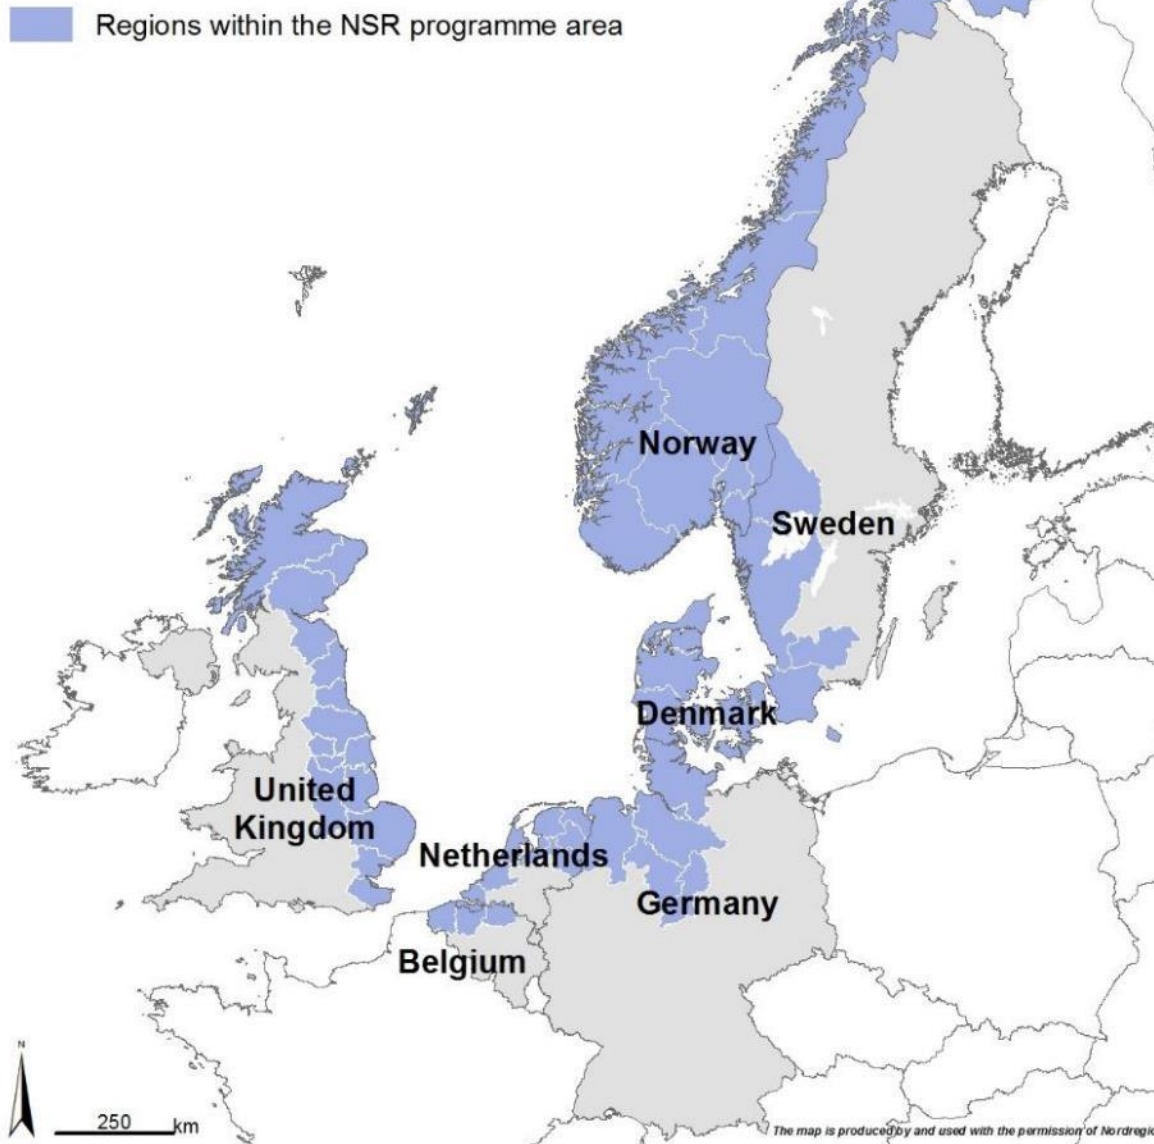 Regions within the NSR programme area
Norway
Sweden
Denmark
United
Kingdom
Netherlands
Germany
Belgium
N
250
km
The map is produced by and used with the permission of Nordregio